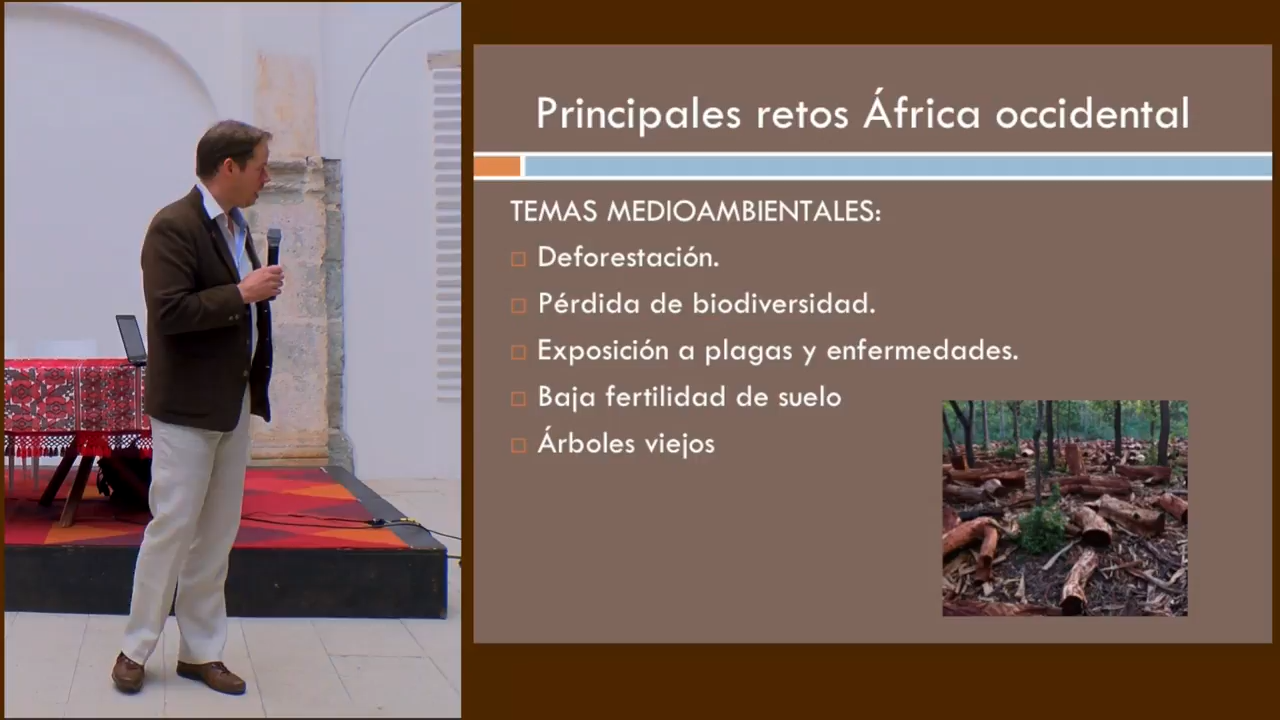 Principales retos África occidental
TEMAS MEDIOAMBIENTALES:
Deforestación.
Pérdida de biodiversidad.
Exposición a plagas y enfermedades.
Baja fertilidad de suelo
Árboles viejos